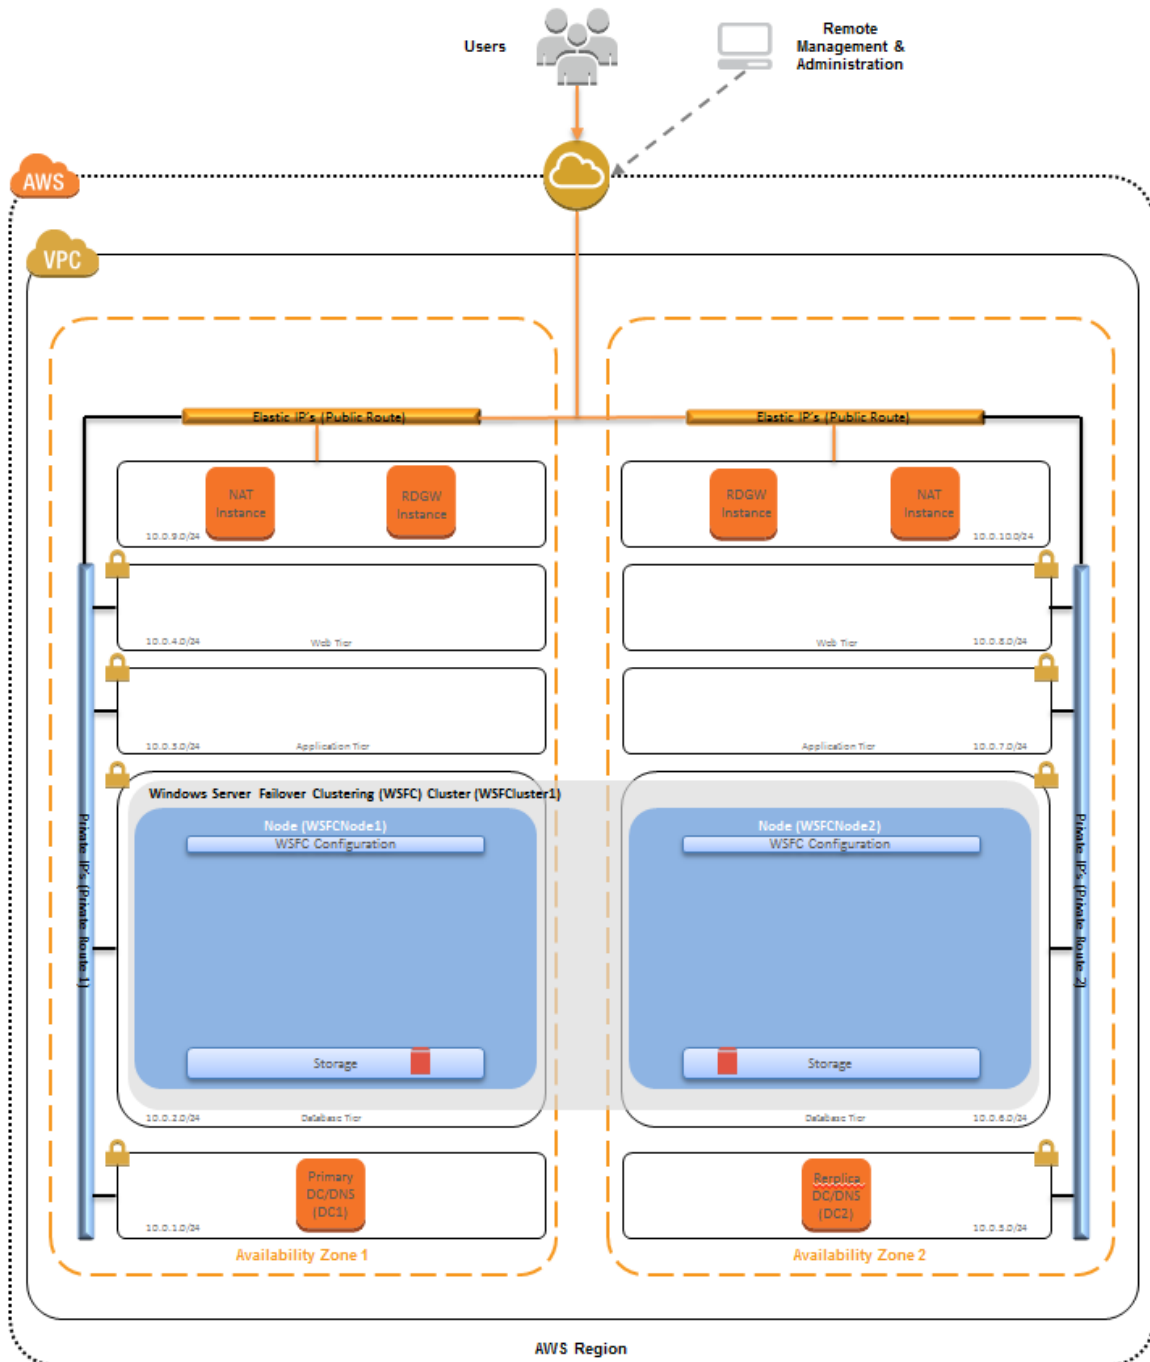 Users
Remote
Management &
Administration
AWS
VPC
Elastic IP's (Public Route)
Elastic IP's (Public Route)
NAT
Instance
RDGW
Instance
RDGW
Instance
NAT
Instance
10.0.9.0/24
10.0.10.0/24
10.0.4.0/24
Web Tier
Web Tier
10.0.8.0/24
10.0.3.0/24
Application Tier
Application Tier
10.0.7.0/24
Windows Server Failover Clustering (WSFC) Cluster (WSFCluster1)
Node (WSFCNode1)
WSFC Configuration
Node (WSFCNode2)
WSFC Configuration
Private IP's (Private Route 1)
Private IP's (Private Route 2)
Storage
Storage
10.0.2.0/24
Database Tier
Database Tier
10.0.6.0/24
Primary
DC/DNS
(DC1)
Rerplica
DC/DNS
(DC2)
10.0.1.0/24
10.0.5.0/24
Availability Zone 1
Availability Zone 2
AWS Region